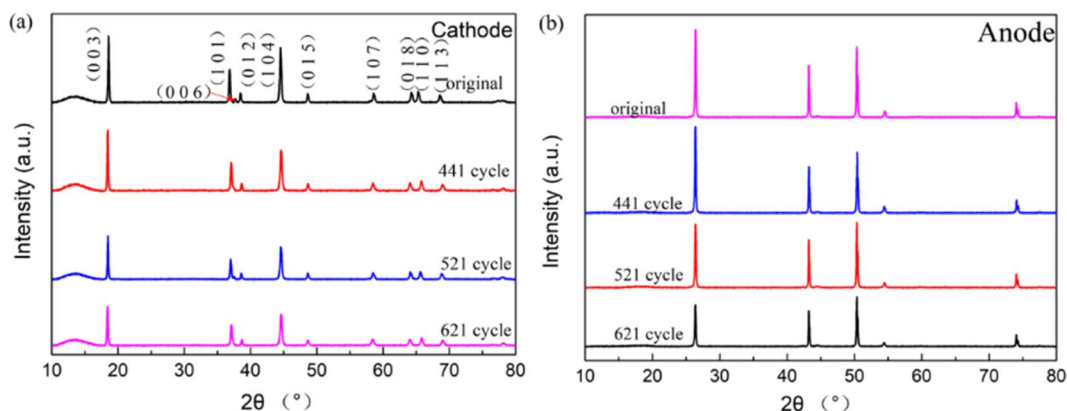 (a)
Cathode
(003)
(006)
(101)
(012)
(104)
(015)
(107)
(018)
(110)
(113)
original
441 cycle
521 cycle
621 cycle
Intensity (a.u.)
10 20 30 40 50 60 70 80
2θ (°)
(b)
Anode
original
441 cycle
521 cycle
621 cycle
Intensity (a.u.)
10 20 30 40 50 60 70 80
2θ (°)